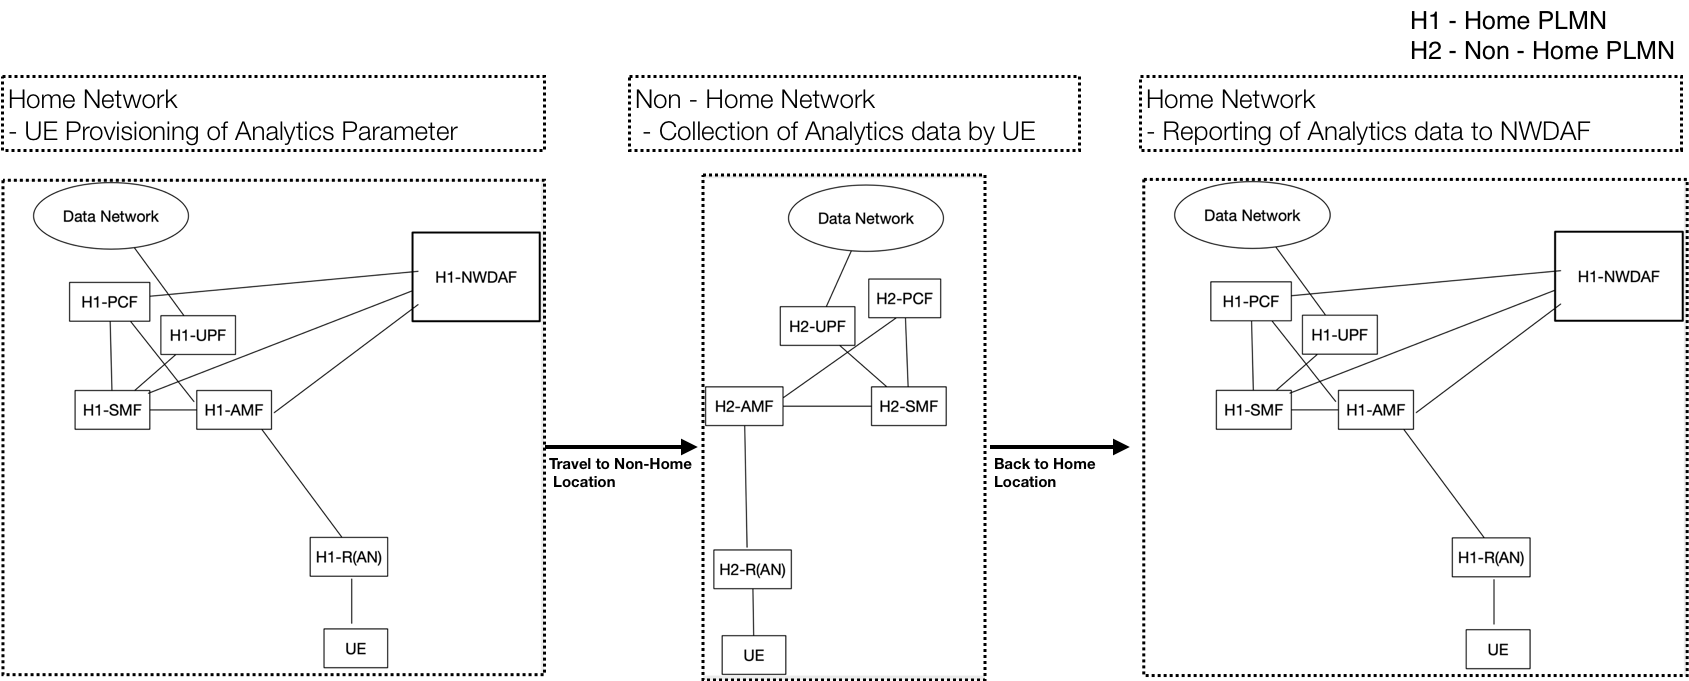 H1 - Home PLMN
H2 - Non - Home PLMN
Home Network
- UE Provisioning of Analytics Parameter
Non - Home Network
- Collection of Analytics data by UE
Home Network
- Reporting of Analytics data to NWDAF
Data Network
H1-NWDAF
H1-PCF
H1-UPF
H1-SMF
H1-AMF
H1-R(AN)
UE
Travel to Non-Home
Location
Data Network
H2-PCF
H2-UPF
H2-AMF
H2-SMF
H2-R(AN)
UE
Back to Home
Location
Data Network
H1-NWDAF
H1-PCF
H1-UPF
H1-SMF
H1-AMF
H1-R(AN)
UE